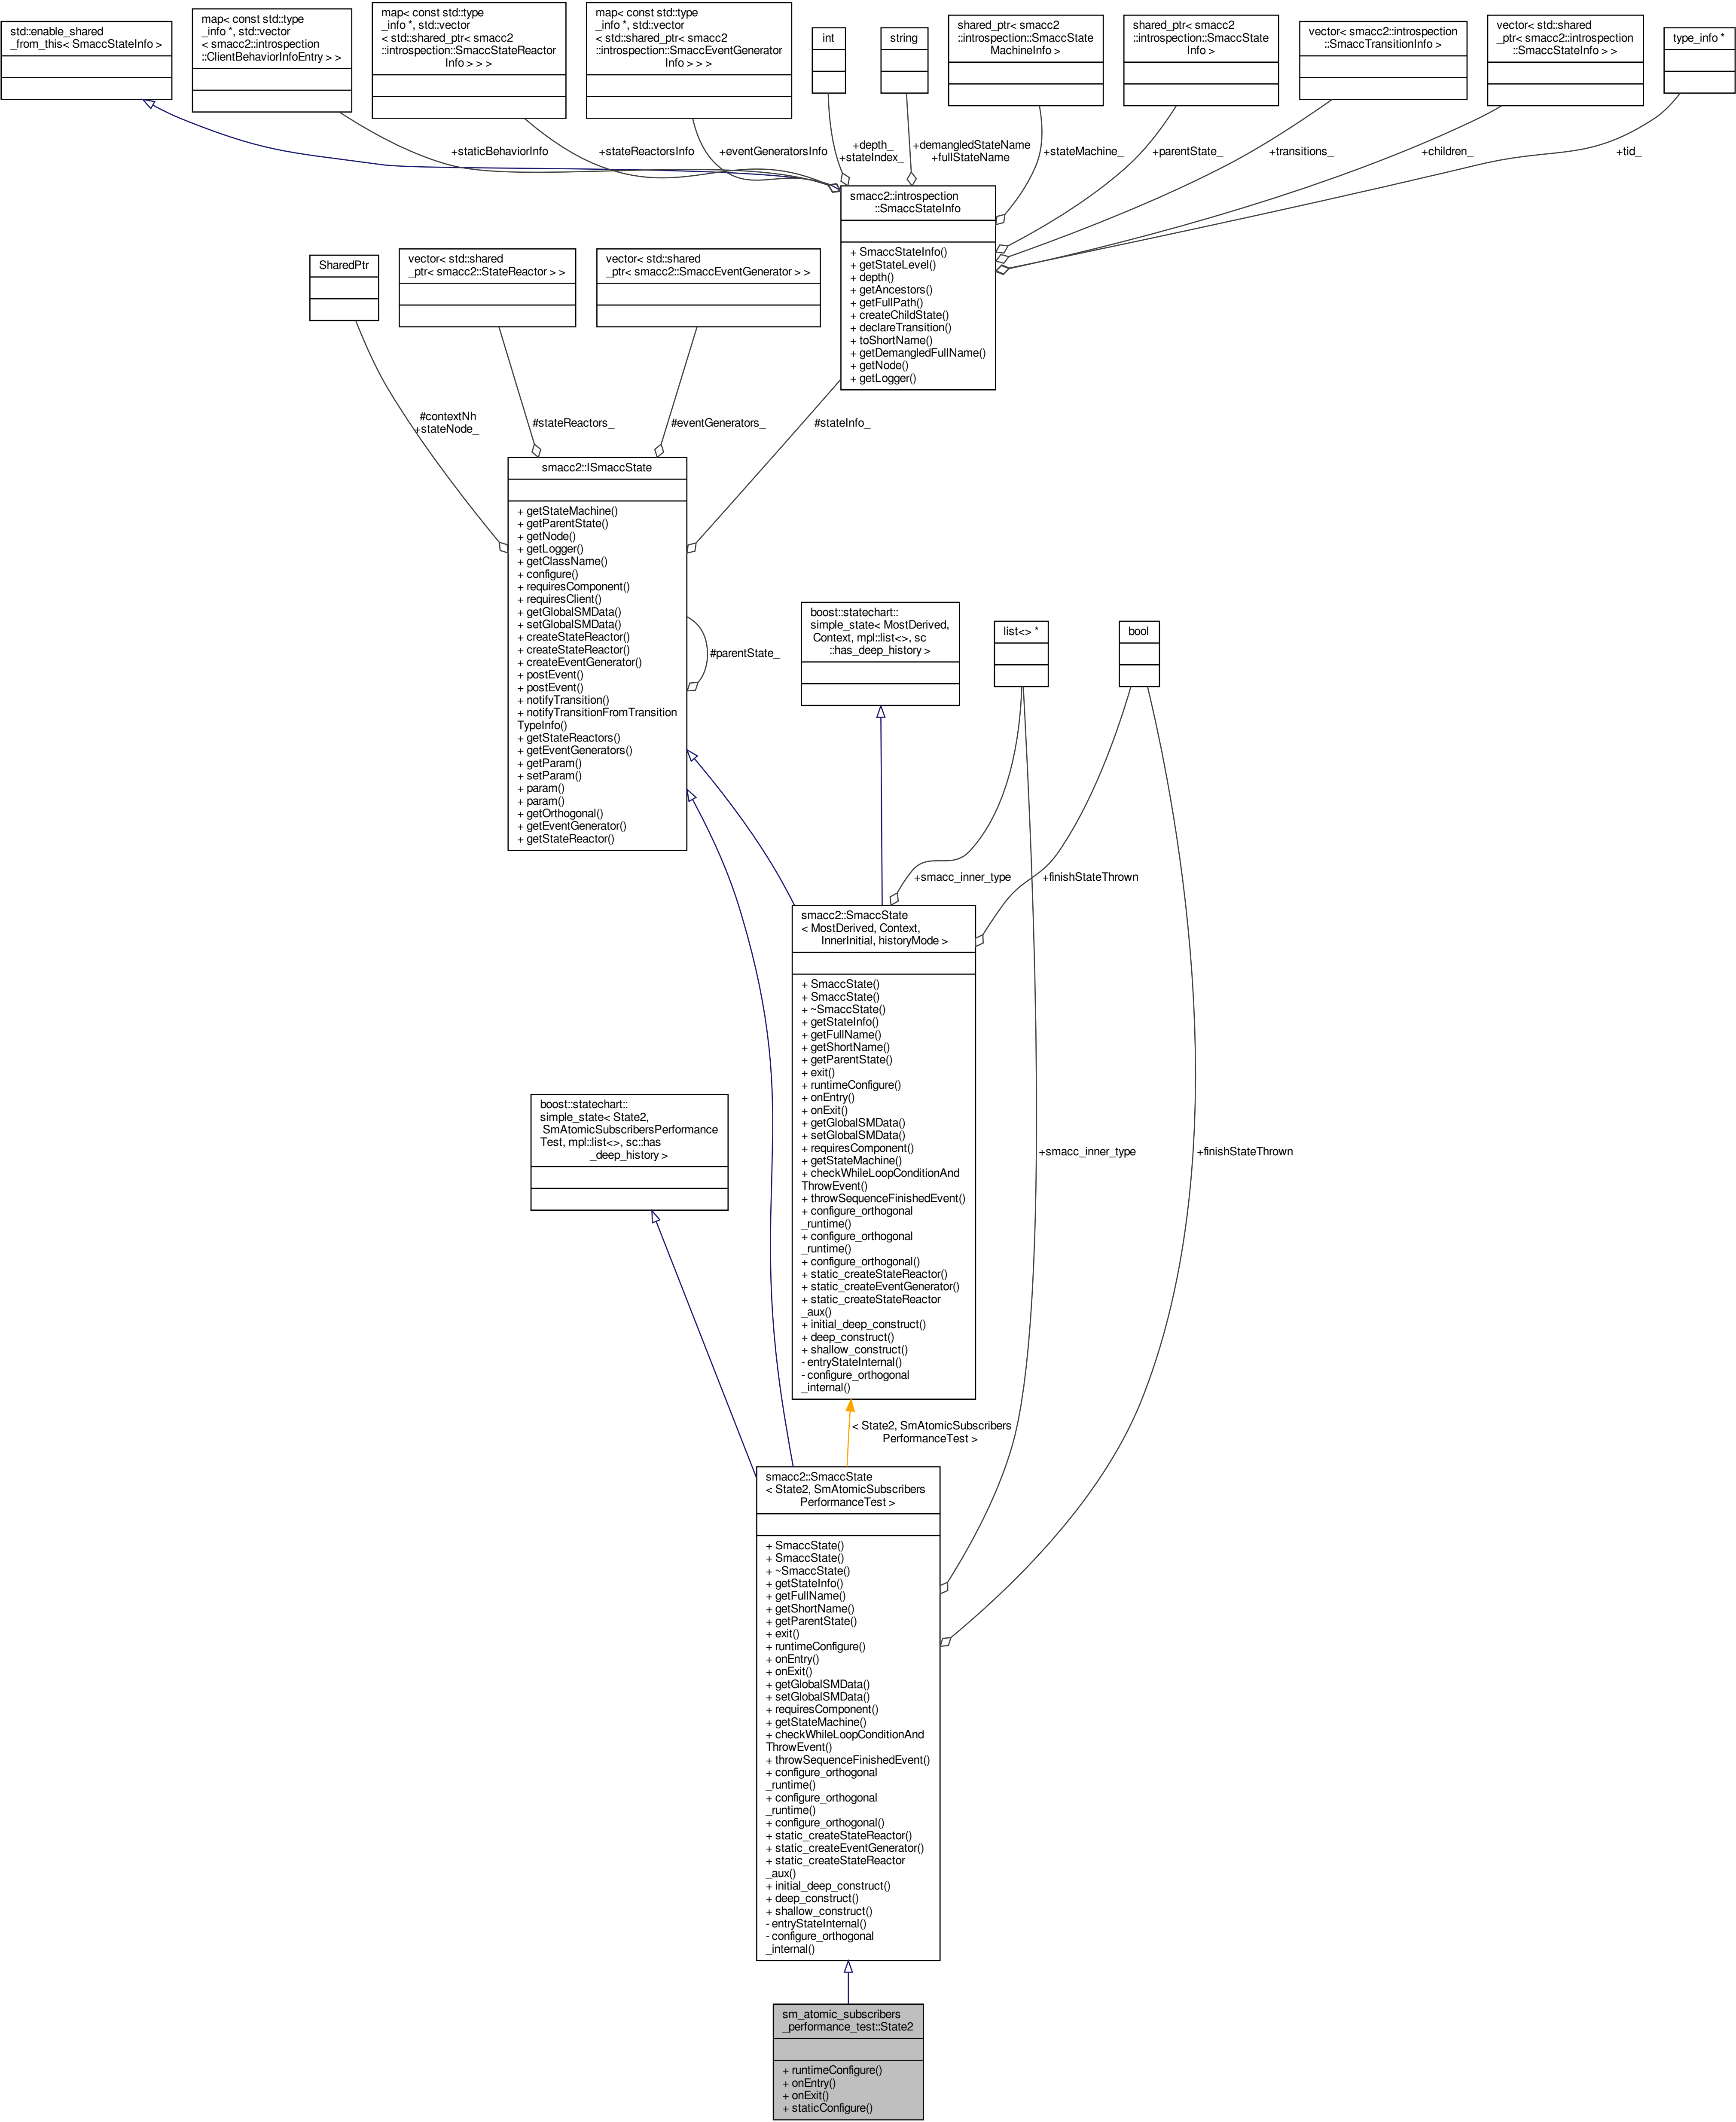 std::enable_shared
_from_this< SmaccStateInfo >
map< const std::type
_info *, std::vector
< smacc2::introspection
::ClientBehaviorInfoEntry > >
map< const std::type
_info *, std::vector
< std::shared_ptr< smacc2
::introspection::SmaccStateReactor
Info > > >
map< const std::type
_info *, std::vector
< std::shared_ptr< smacc2
::introspection::SmaccEventGenerator
Info > > >
int
string
shared_ptr< smacc2
::introspection::SmaccState
MachineInfo >
shared_ptr< smacc2
::introspection::SmaccState
Info >
vector< smacc2::introspection
::SmaccTransitionInfo >
vector< std::shared
_ptr< smacc2::introspection
::SmaccStateInfo > >
type_info *
+staticBehaviorInfo
+stateReactorsInfo
+eventGeneratorsInfo
+depth_
+stateIndex_
+demangledStateName
+fullStateName
+stateMachine_
+parentState_
+transitions_
+children_
+tid_
smacc2::introspection
::SmaccStateInfo
+ SmaccStateInfo()
+ getStateLevel()
+ depth()
+ getAncestors()
+ getFullPath()
+ createChildState()
+ declareTransition()
+ toShortName()
+ getDemangledFullName()
+ getNode()
+ getLogger()
SharedPtr
vector< std::shared
_ptr< smacc2::StateReactor > >
vector< std::shared
_ptr< smacc2::SmaccEventGenerator > >
#contextNh
+stateNode_
#stateReactors_
#eventGenerators_
#stateInfo_
smacc2::ISmaccState
+ getStateMachine()
+ getParentState()
+ getNode()
+ getLogger()
+ getClassName()
+ configure()
+ requiresComponent()
+ requiresClient()
+ getGlobalSMData()
+ setGlobalSMData()
+ createStateReactor()
+ createStateReactor()
+ createEventGenerator()
+ postEvent()
+ postEvent()
+ notifyTransition()
+ notifyTransitionFromTransition
TypeInfo()
+ getStateReactors()
+ getEventGenerators()
+ getParam()
+ setParam()
+ param()
+ param()
+ getOrthogonal()
+ getEventGenerator()
+ getStateReactor()
#parentState_
boost::statechart::
simple_state< MostDerived,
Context, mpl::list<>, sc
::has_deep_history >
list<> *
bool
+smacc_inner_type
+finishStateThrown
smacc2::SmaccState
< MostDerived, Context,
InnerInitial, historyMode >
+ SmaccState()
+ SmaccState()
+ ~SmaccState()
+ getStateInfo()
+ getFullName()
+ getShortName()
+ getParentState()
+ exit()
+ runtimeConfigure()
+ onEntry()
+ onExit()
+ getGlobalSMData()
+ setGlobalSMData()
+ requiresComponent()
+ getStateMachine()
+ checkWhileLoopConditionAnd
ThrowEvent()
+ throwSequenceFinishedEvent()
+ configure_orthogonal
_runtime()
+ configure_orthogonal
_runtime()
+ configure_orthogonal()
+ static_createStateReactor()
+ static_createEventGenerator()
+ static_createStateReactor
_aux()
+ initial_deep_construct()
+ deep_construct()
+ shallow_construct()
- entryStateInternal()
- configure_orthogonal
_internal()
boost::statechart::
simple_state< State2,
SmAtomicSubscribersPerformance
Test, mpl::list<>, sc::has
_deep_history >
+smacc_inner_type
+finishStateThrown
< State2, SmAtomicSubscribers
PerformanceTest >
smacc2::SmaccState
< State2, SmAtomicSubscribers
PerformanceTest >
+ SmaccState()
+ SmaccState()
+ ~SmaccState()
+ getStateInfo()
+ getFullName()
+ getShortName()
+ getParentState()
+ exit()
+ runtimeConfigure()
+ onEntry()
+ onExit()
+ getGlobalSMData()
+ setGlobalSMData()
+ requiresComponent()
+ getStateMachine()
+ checkWhileLoopConditionAnd
ThrowEvent()
+ throwSequenceFinishedEvent()
+ configure_orthogonal
_runtime()
+ configure_orthogonal
_runtime()
+ configure_orthogonal()
+ static_createStateReactor()
+ static_createEventGenerator()
+ static_createStateReactor
_aux()
+ initial_deep_construct()
+ deep_construct()
+ shallow_construct()
- entryStateInternal()
- configure_orthogonal
_internal()
sm_atomic_subscribers
_performance_test::State2
+ runtimeConfigure()
+ onEntry()
+ onExit()
+ staticConfigure()